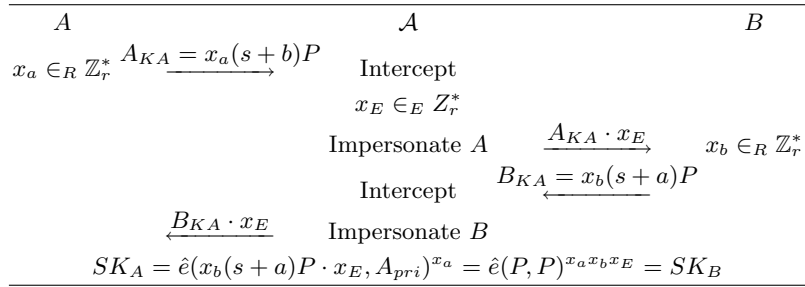 A 𝒜 B
x_a ∈_R ℤ_r^* A_{KA} = x_a(s + b)P Intercept
x_E ∈_E Z_r^*
Impersonate A A_{KA} · x_E x_b ∈_R ℤ_r^*
Intercept B_{KA} = x_b(s + a)P
B_{KA} · x_E Impersonate B
SK_A = ê(x_b(s + a)P · x_E, A_{pri})^{x_a} = ê(P, P)^{x_a x_b x_E} = SK_B